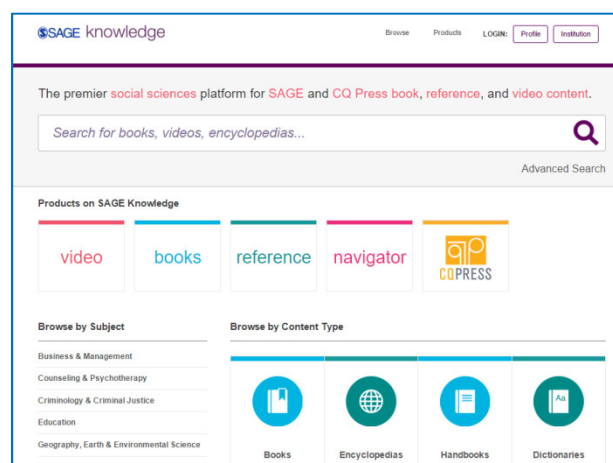 SAGE knowledge
Browse Products LOGIN: Profile Institution
The premier social sciences platform for SAGE and CQ Press book, reference, and video content.
Search for books, videos, encyclopedias...
Advanced Search
Products on SAGE Knowledge
video books reference navigator CQPRESS
Browse by Subject
Business & Management
Counseling & Psychotherapy
Criminology & Criminal Justice
Education
Geography, Earth & Environmental Science
Browse by Content Type
Aa
Books Encyclopedias Handbooks Dictionaries